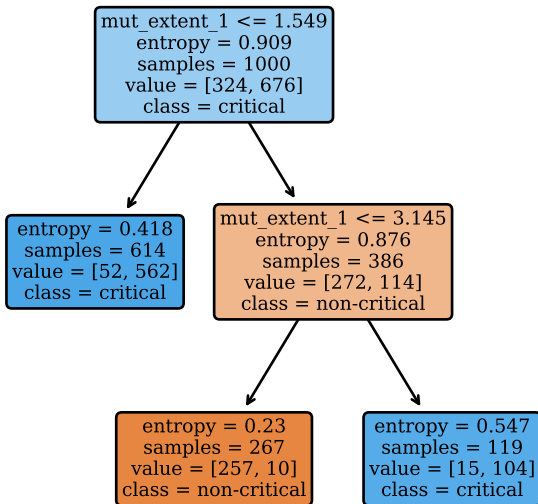 mut_extent_1 <= 1.549
entropy = 0.909
samples = 1000
value = [324, 676]
class = critical
entropy = 0.418
samples = 614
value = [52, 562]
class = critical
mut_extent_1 <= 3.145
entropy = 0.876
samples = 386
value = [272, 114]
class = non-critical
entropy = 0.23
samples = 267
value = [257, 10]
class = non-critical
entropy = 0.547
samples = 119
value = [15, 104]
class = critical